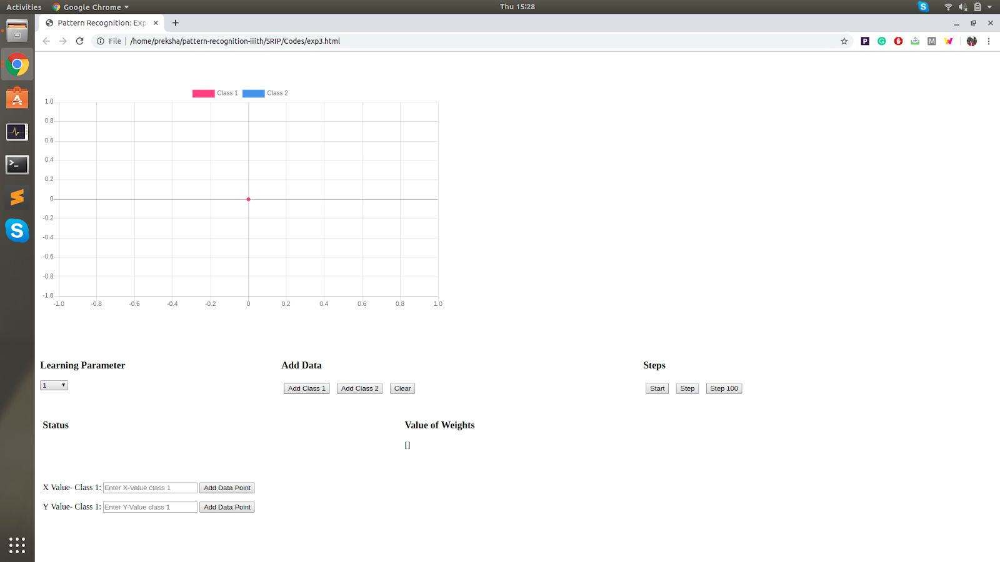 Activities Google Chrome Thu 15:28
Pattern Recognition: Exp
File /home/preksha/pattern-recognition-iiith/SRIP/Codes/exp3.html
Class 1 Class 2
1.0
0.8
0.6
0.4
0.2
0
-0.2
-0.4
-0.6
-0.8
-1.0
-1.0 -0.8 -0.6 -0.4 -0.2 0 0.2 0.4 0.6 0.8 1.0
Learning Parameter Add Data Steps
1 Add Class 1 Add Class 2 Clear Start Step Step 100
Status Value of Weights
[]
X Value- Class 1: Enter X-Value class 1 Add Data Point
Y Value- Class 1: Enter Y-Value class 1 Add Data Point